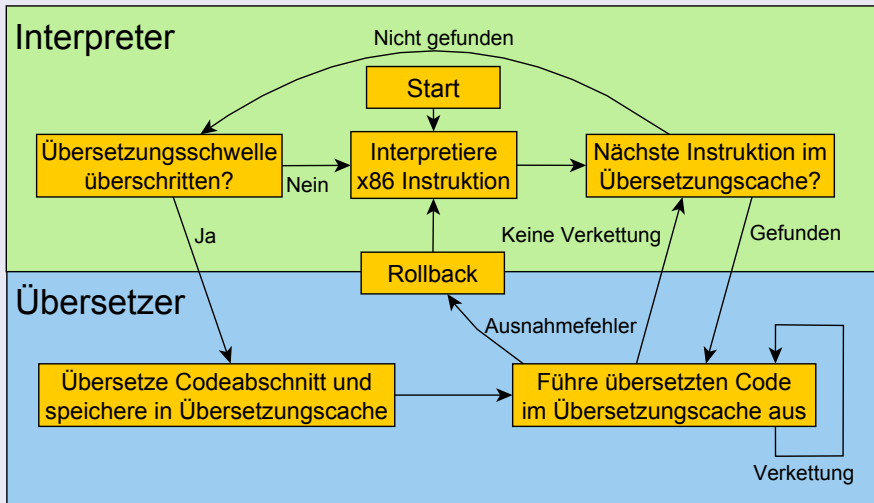 Interpreter
Nicht gefunden
Start
Übersetzungsschwelle
überschritten?
Nein
Interpretiere
x86 Instruktion
Nächste Instruktion im
Übersetzungscache?
Ja
Keine Verkettung
Gefunden
Rollback
Übersetzer
Ausnahmefehler
Übersetze Codeabschnitt und
speichere in Übersetzungscache
Führe übersetzten Code
im Übersetzungscache aus
Verkettung